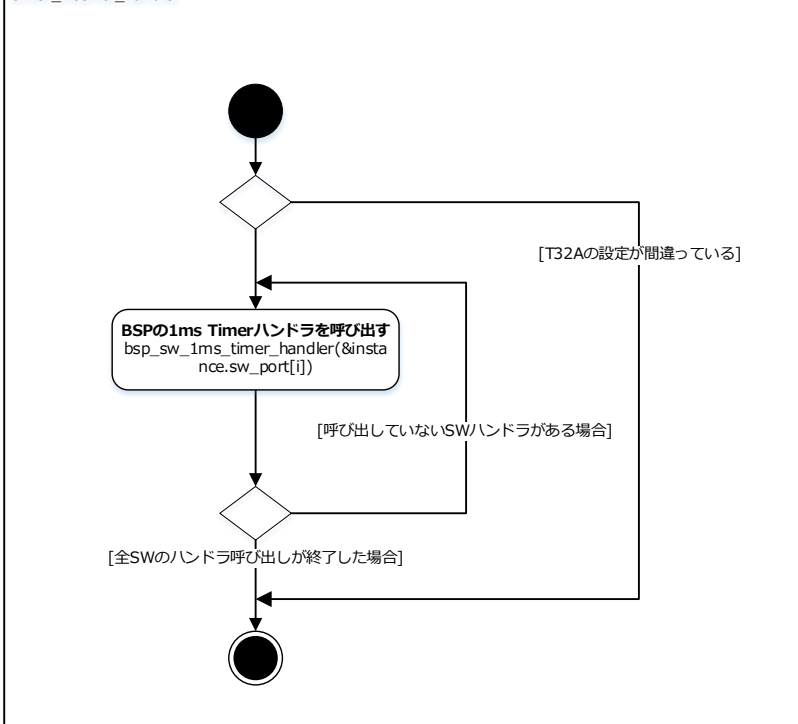 [T32Aの設定が間違っている]
BSPの1ms Timerハンドラを呼び出す
bsp_sw_1ms_timer_handler(&insta
nce.sw_port[i])
[呼び出していないSWハンドラがある場合]
[全SWのハンドラ呼び出しが終了した場合]